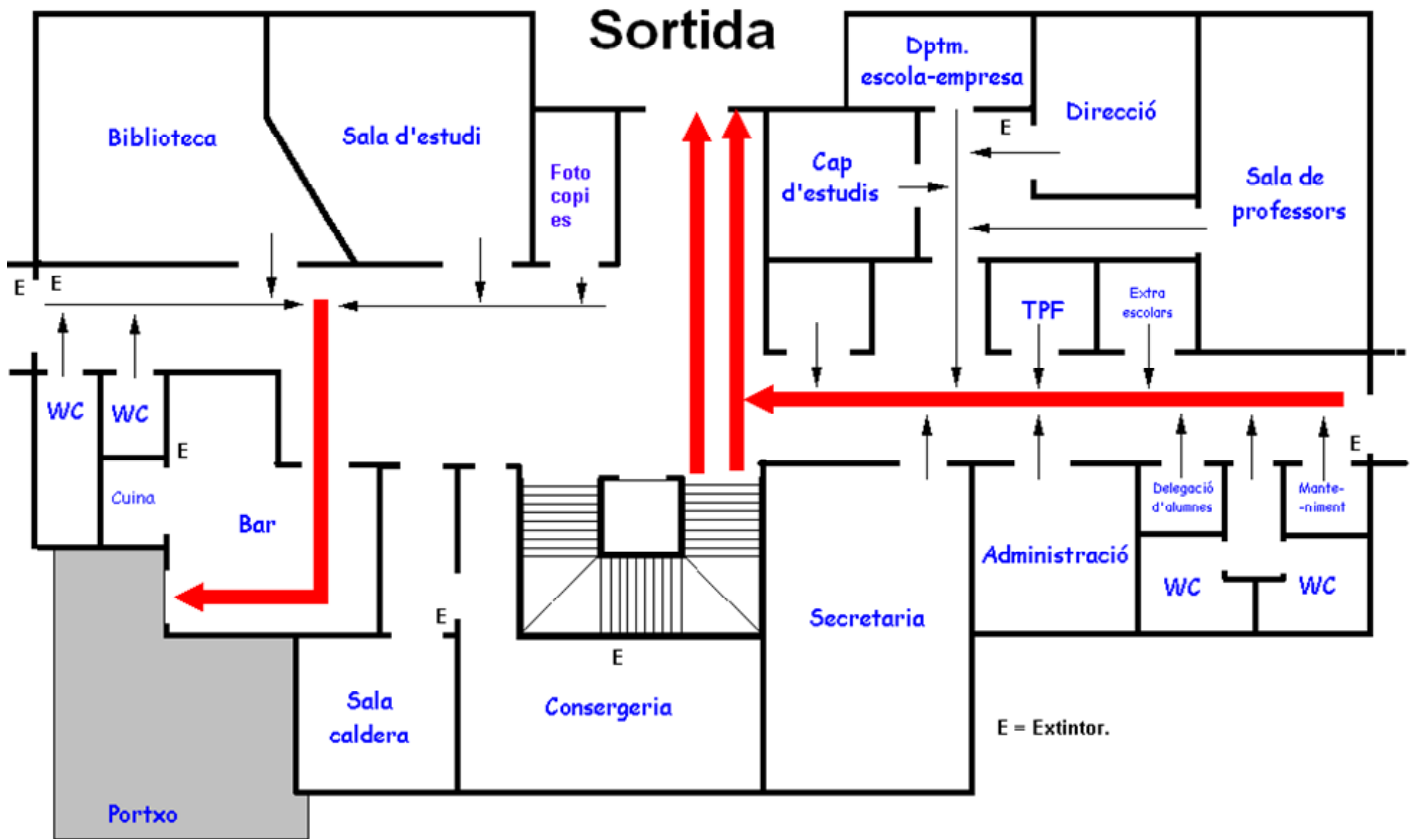 Sortida
Dptm.
escola-empresa
Direcció
E
Biblioteca
Sala d'estudi
Foto
copi
es
Cap
d'estudis
Sala de
professors
E
E
TPF
Extra
escolars
WC
WC
E
E
Cuina
Bar
Delegació
d'alumnes
Mante-
-niment
Administració
WC
WC
E
Secretaria
E
Sala
caldera
Consergeria
E = Extintor.
Portxo